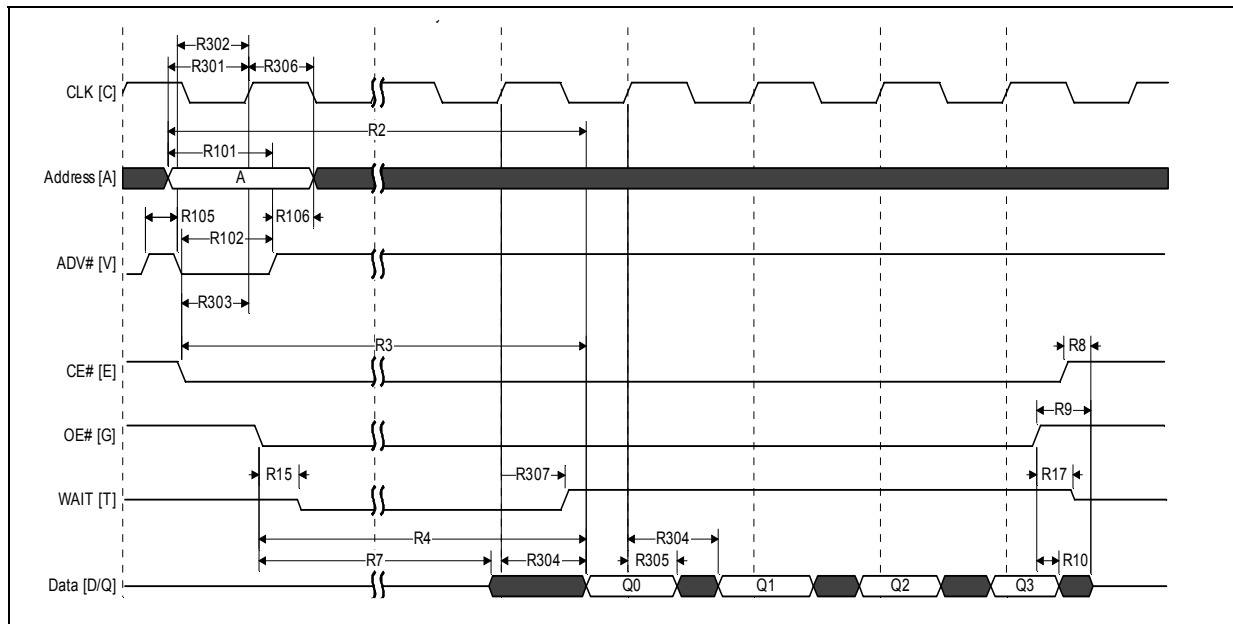 R302
R301 R306
CLK [C]
R2
R101
Address [A] A
R105 R106
R102
ADV# [V]
R303
R3 R8
CE# [E]
R9
OE# [G]
R15 R307 R17
WAIT [T]
R4 R304
R7 R304 R305 R10
Data [D/Q] Q0 Q1 Q2 Q3